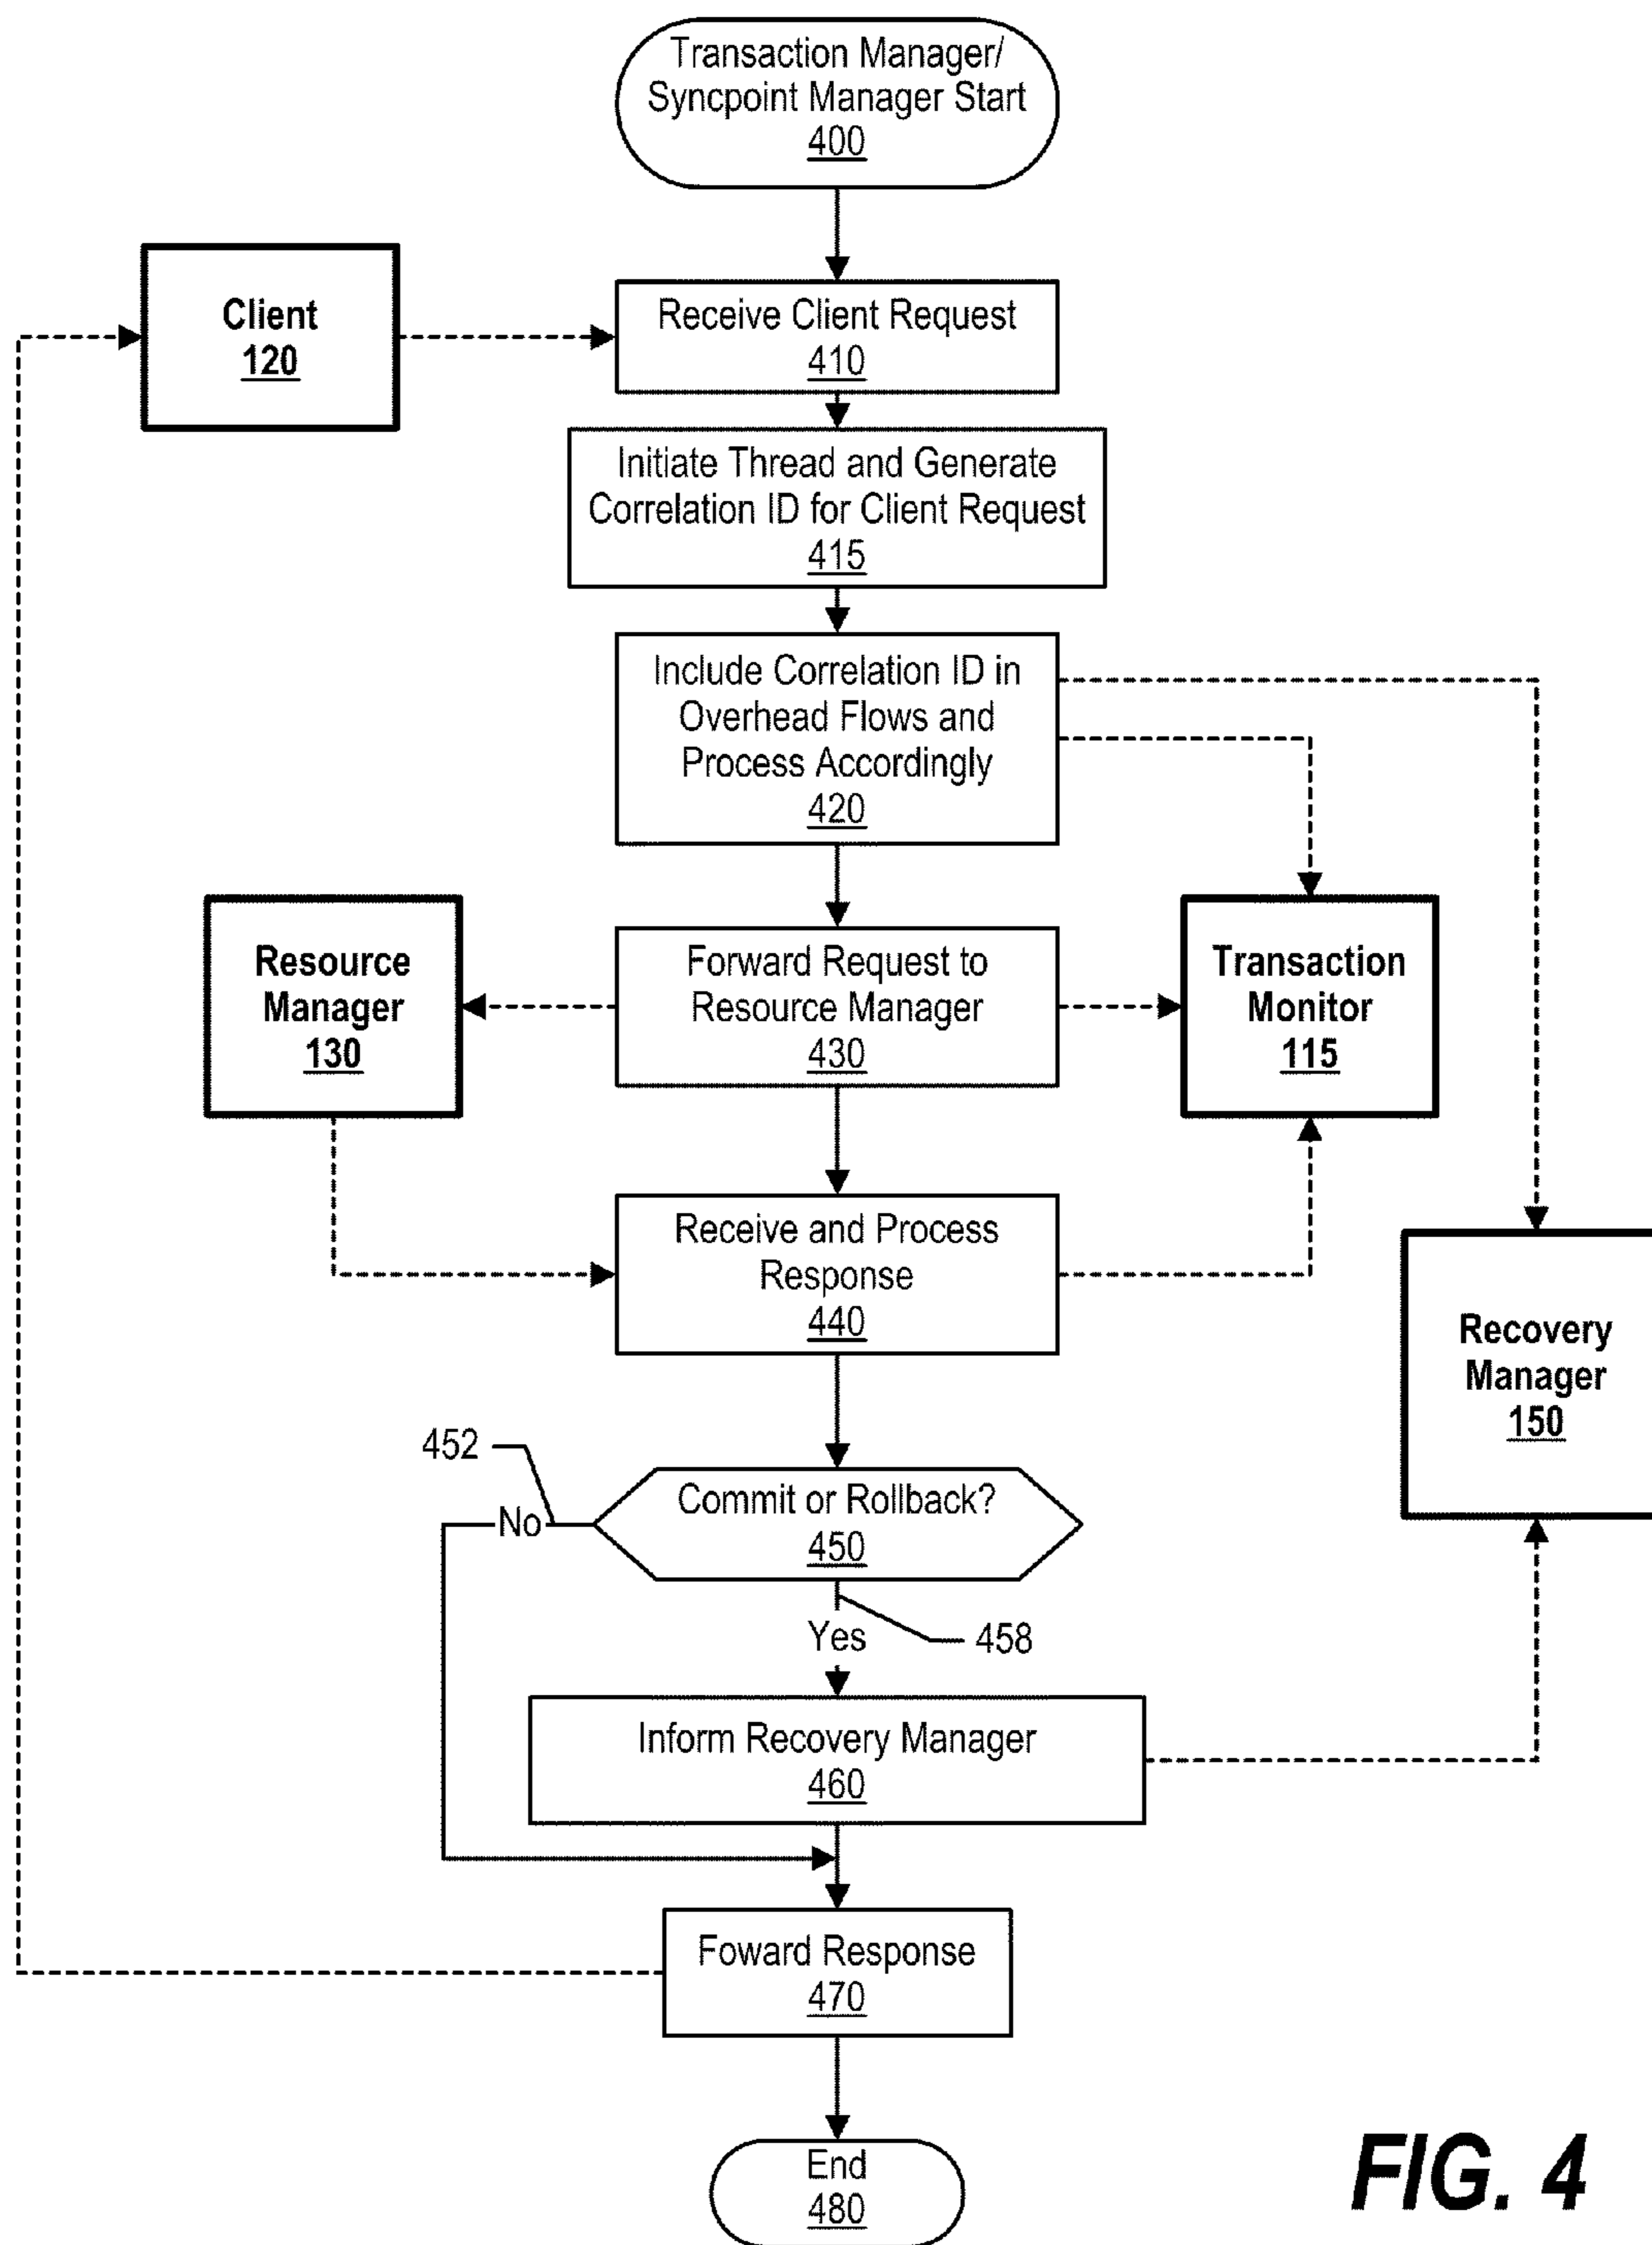 Transaction Manager/
Syncpoint Manager Start
400
Client
120
Receive Client Request
410
Initiate Thread and Generate
Correlation ID for Client Request
415
Include Correlation ID in
Overhead Flows and
Process Accordingly
420
Resource
Manager
130
Forward Request to
Resource Manager
430
Transaction
Monitor
115
Receive and Process
Response
440
Recovery
Manager
150
452
No
Commit or Rollback?
450
Yes
458
Inform Recovery Manager
460
Foward Response
470
End
480
FIG. 4